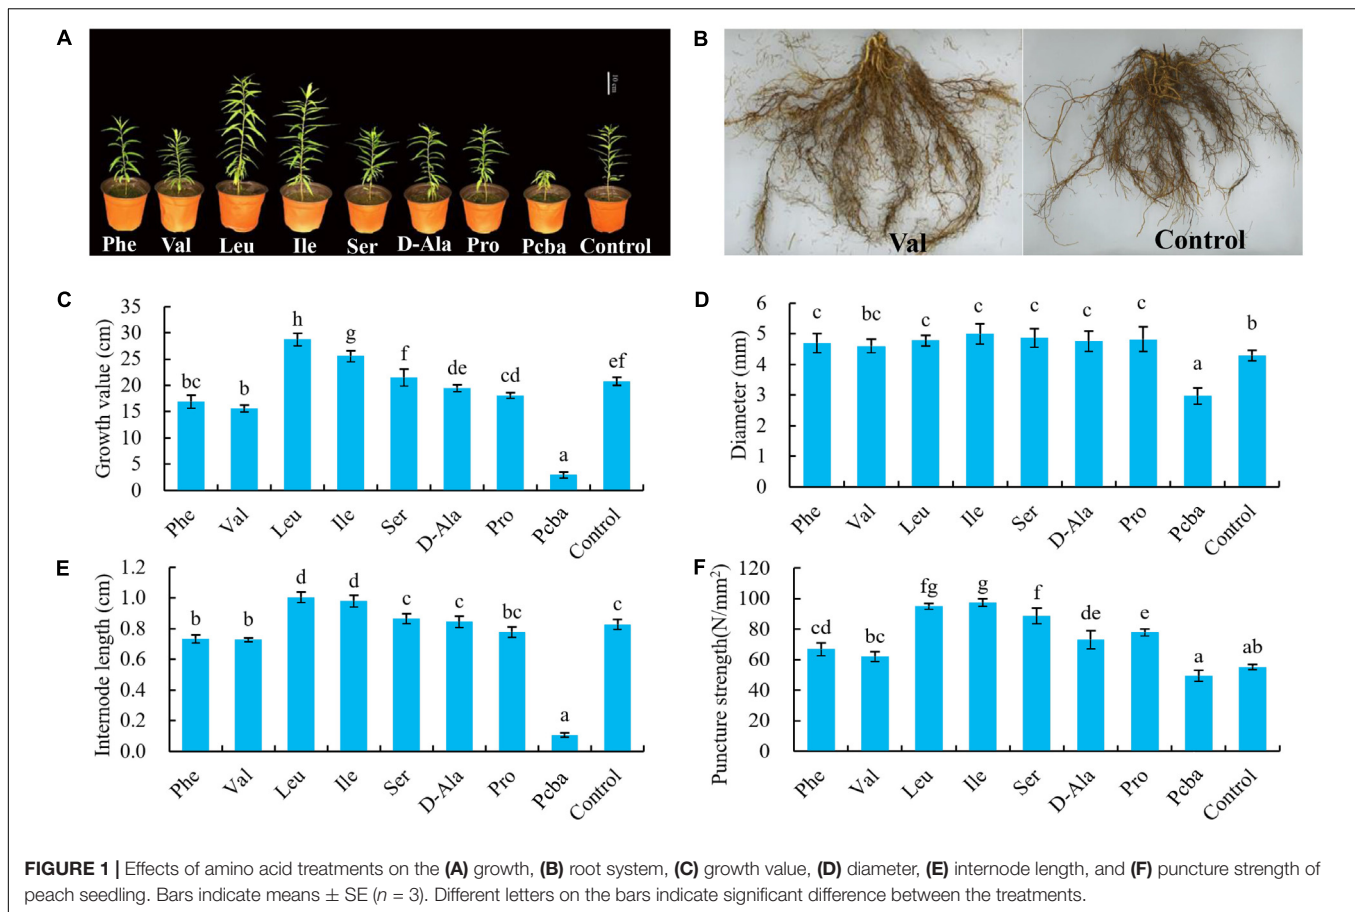 A
10 cm
Phe Val Leu Ile Ser D-Ala Pro Pcba Control
B
Val Control
C
Growth value (cm)
35
30
25
20
15
10
5
0
bc b h g f de cd a ef
Phe Val Leu Ile Ser D-Ala Pro Pcba Control
D
Diameter (mm)
6
5
4
3
2
1
0
c bc c c c c c a b
Phe Val Leu Ile Ser D-Ala Pro Pcba Control
E
Internode length (cm)
1.2
1.0
0.8
0.6
0.4
0.2
0.0
b b d d c c bc a c
Phe Val Leu Ile Ser D-Ala Pro Pcba Control
F
Puncture strength(N/mm²)
120
100
80
60
40
20
0
cd bc fg g f de e a ab
Phe Val Leu Ile Ser D-Ala Pro Pcba Control
FIGURE 1 | Effects of amino acid treatments on the (A) growth, (B) root system, (C) growth value, (D) diameter, (E) internode length, and (F) puncture strength of
peach seedling. Bars indicate means ± SE (n = 3). Different letters on the bars indicate significant difference between the treatments.